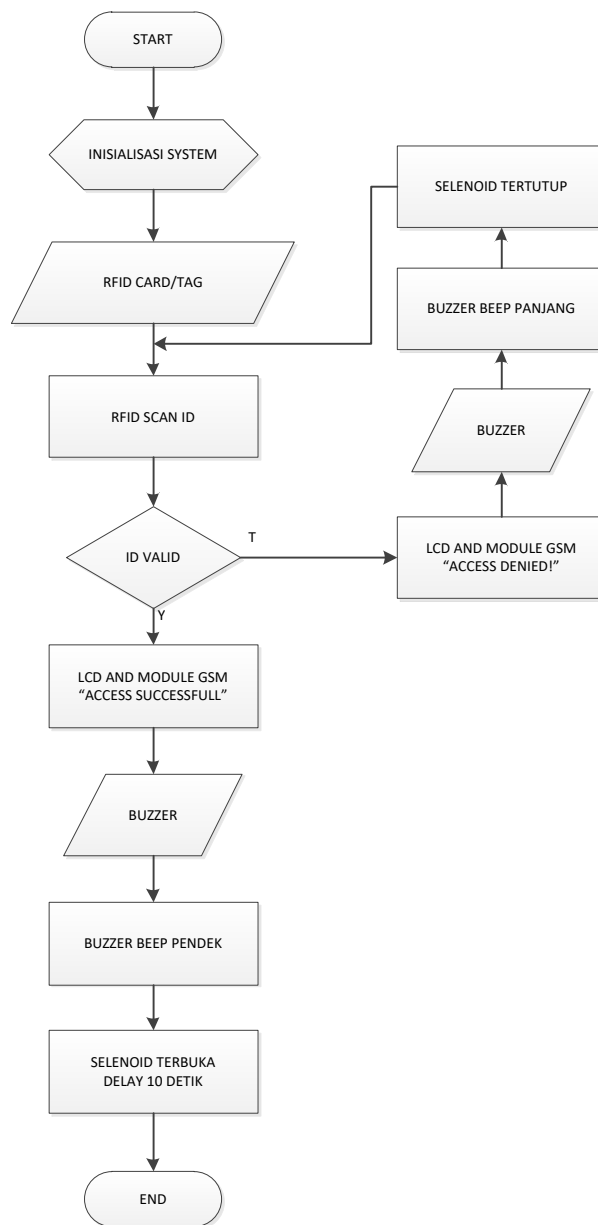 START
INISIALISASI SYSTEM
RFID CARD/TAG
RFID SCAN ID
ID VALID
T
Y
LCD AND MODULE GSM
“ACCESS SUCCESSFULL”
BUZZER
BUZZER BEEP PENDEK
SELENOID TERBUKA
DELAY 10 DETIK
END
LCD AND MODULE GSM
“ACCESS DENIED!”
BUZZER
BUZZER BEEP PANJANG
SELENOID TERTUTUP